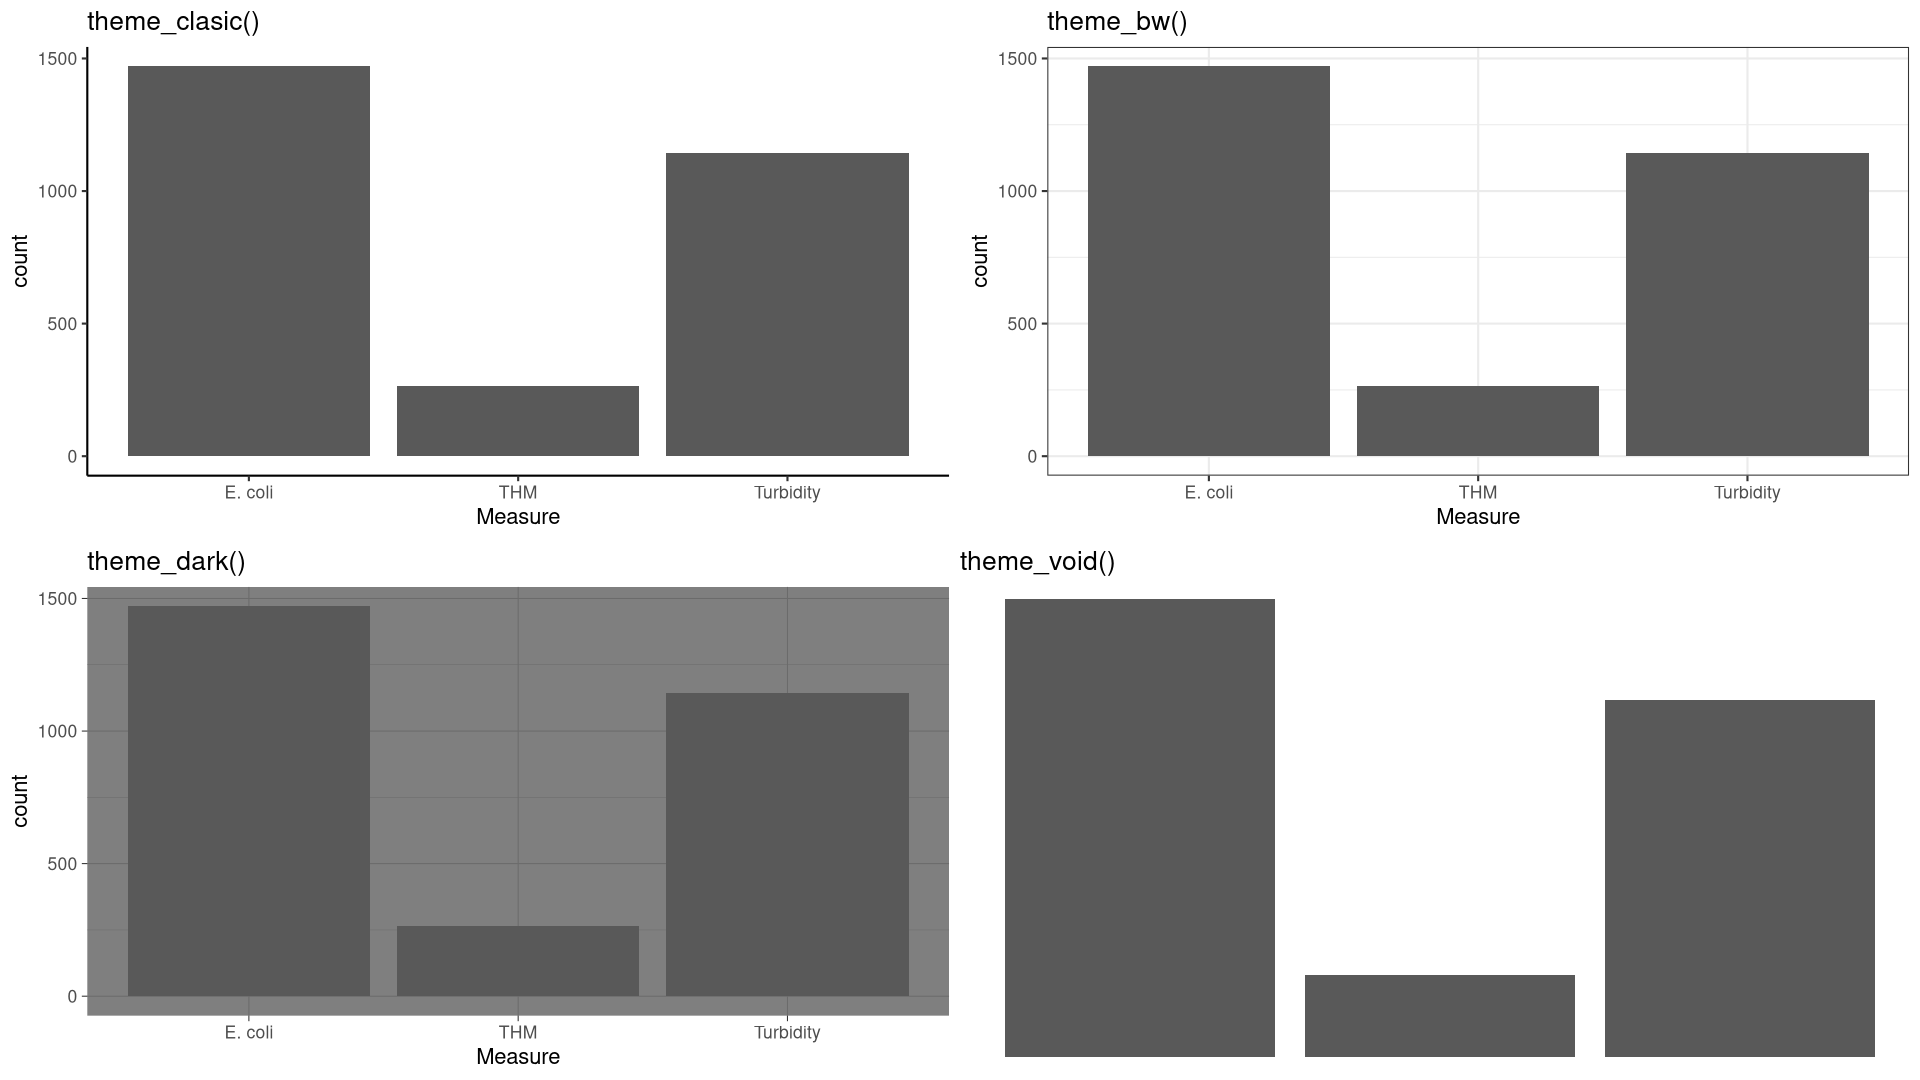 theme_clasic()
1500
1000
500
0
count
E. coli THM Turbidity
Measure
theme_bw()
1500
1000
500
0
count
E. coli THM Turbidity
Measure
theme_dark()
1500
1000
500
0
count
E. coli THM Turbidity
Measure
theme_void()